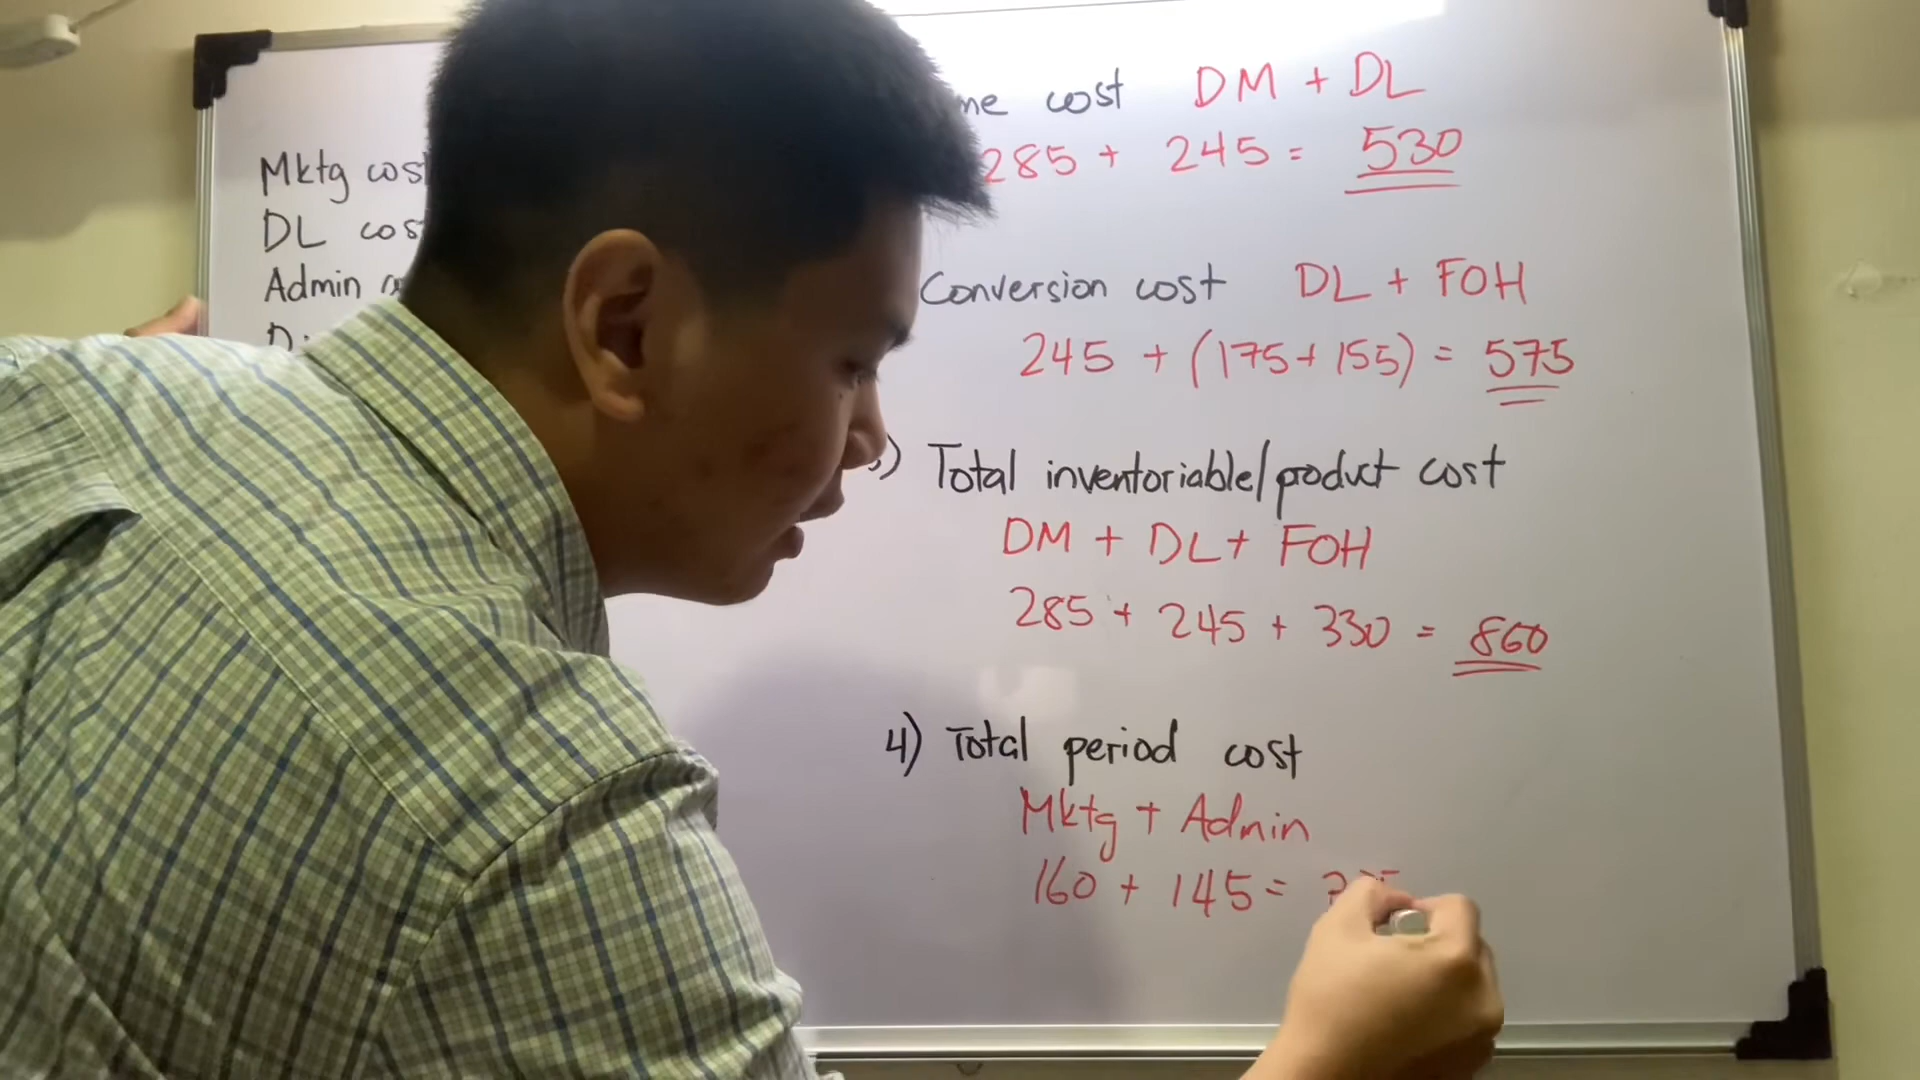 Mktg cost
DL cos
Admin
me cost DM + DL
285 + 245 = 530
Conversion cost DL + FOH
245 + (175 + 155) = 575
3) Total inventoriable/product cost
DM + DL + FOH
285 + 245 + 330 = 860
4) Total period cost
Mktg + Admin
160 + 145 =